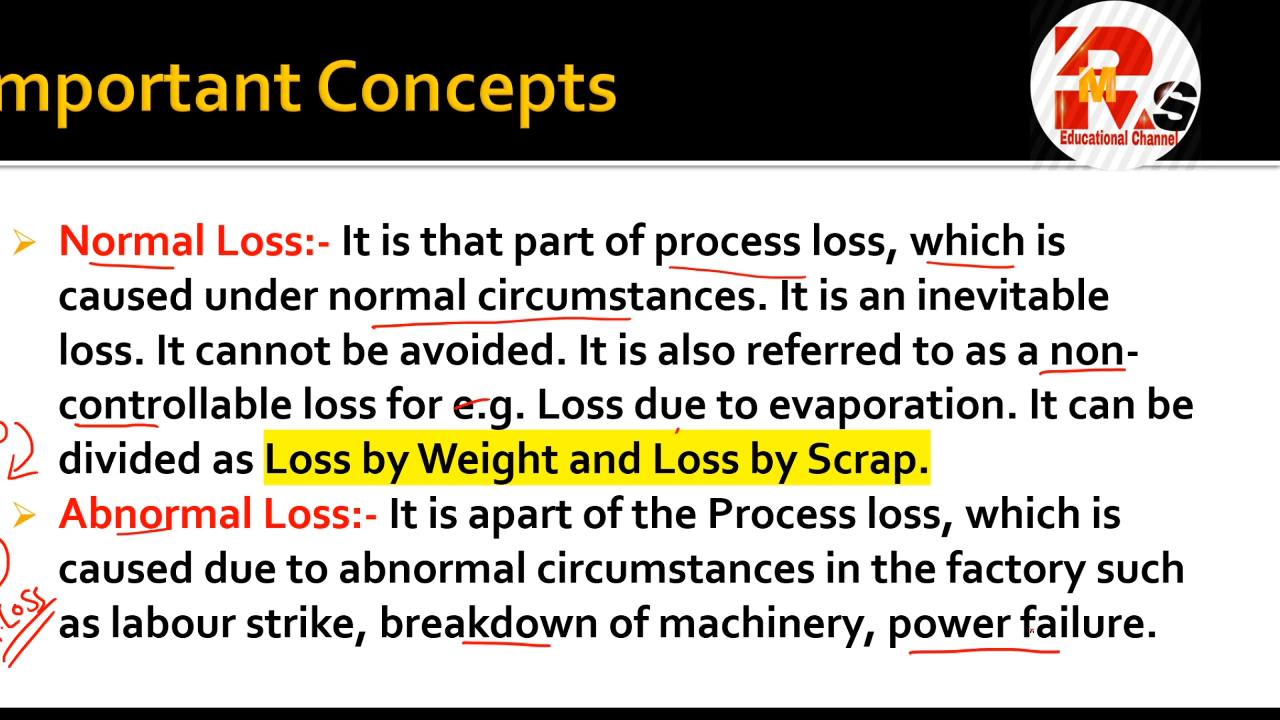 mportant Concepts
RMS
Educational Channel
➢ Normal Loss:- It is that part of process loss, which is
caused under normal circumstances. It is an inevitable
loss. It cannot be avoided. It is also referred to as a non-
controllable loss for e.g. Loss due to evaporation. It can be
divided as Loss by Weight and Loss by Scrap.
➢ Abnormal Loss:- It is apart of the Process loss, which is
caused due to abnormal circumstances in the factory such
as labour strike, breakdown of machinery, power failure.
Loss